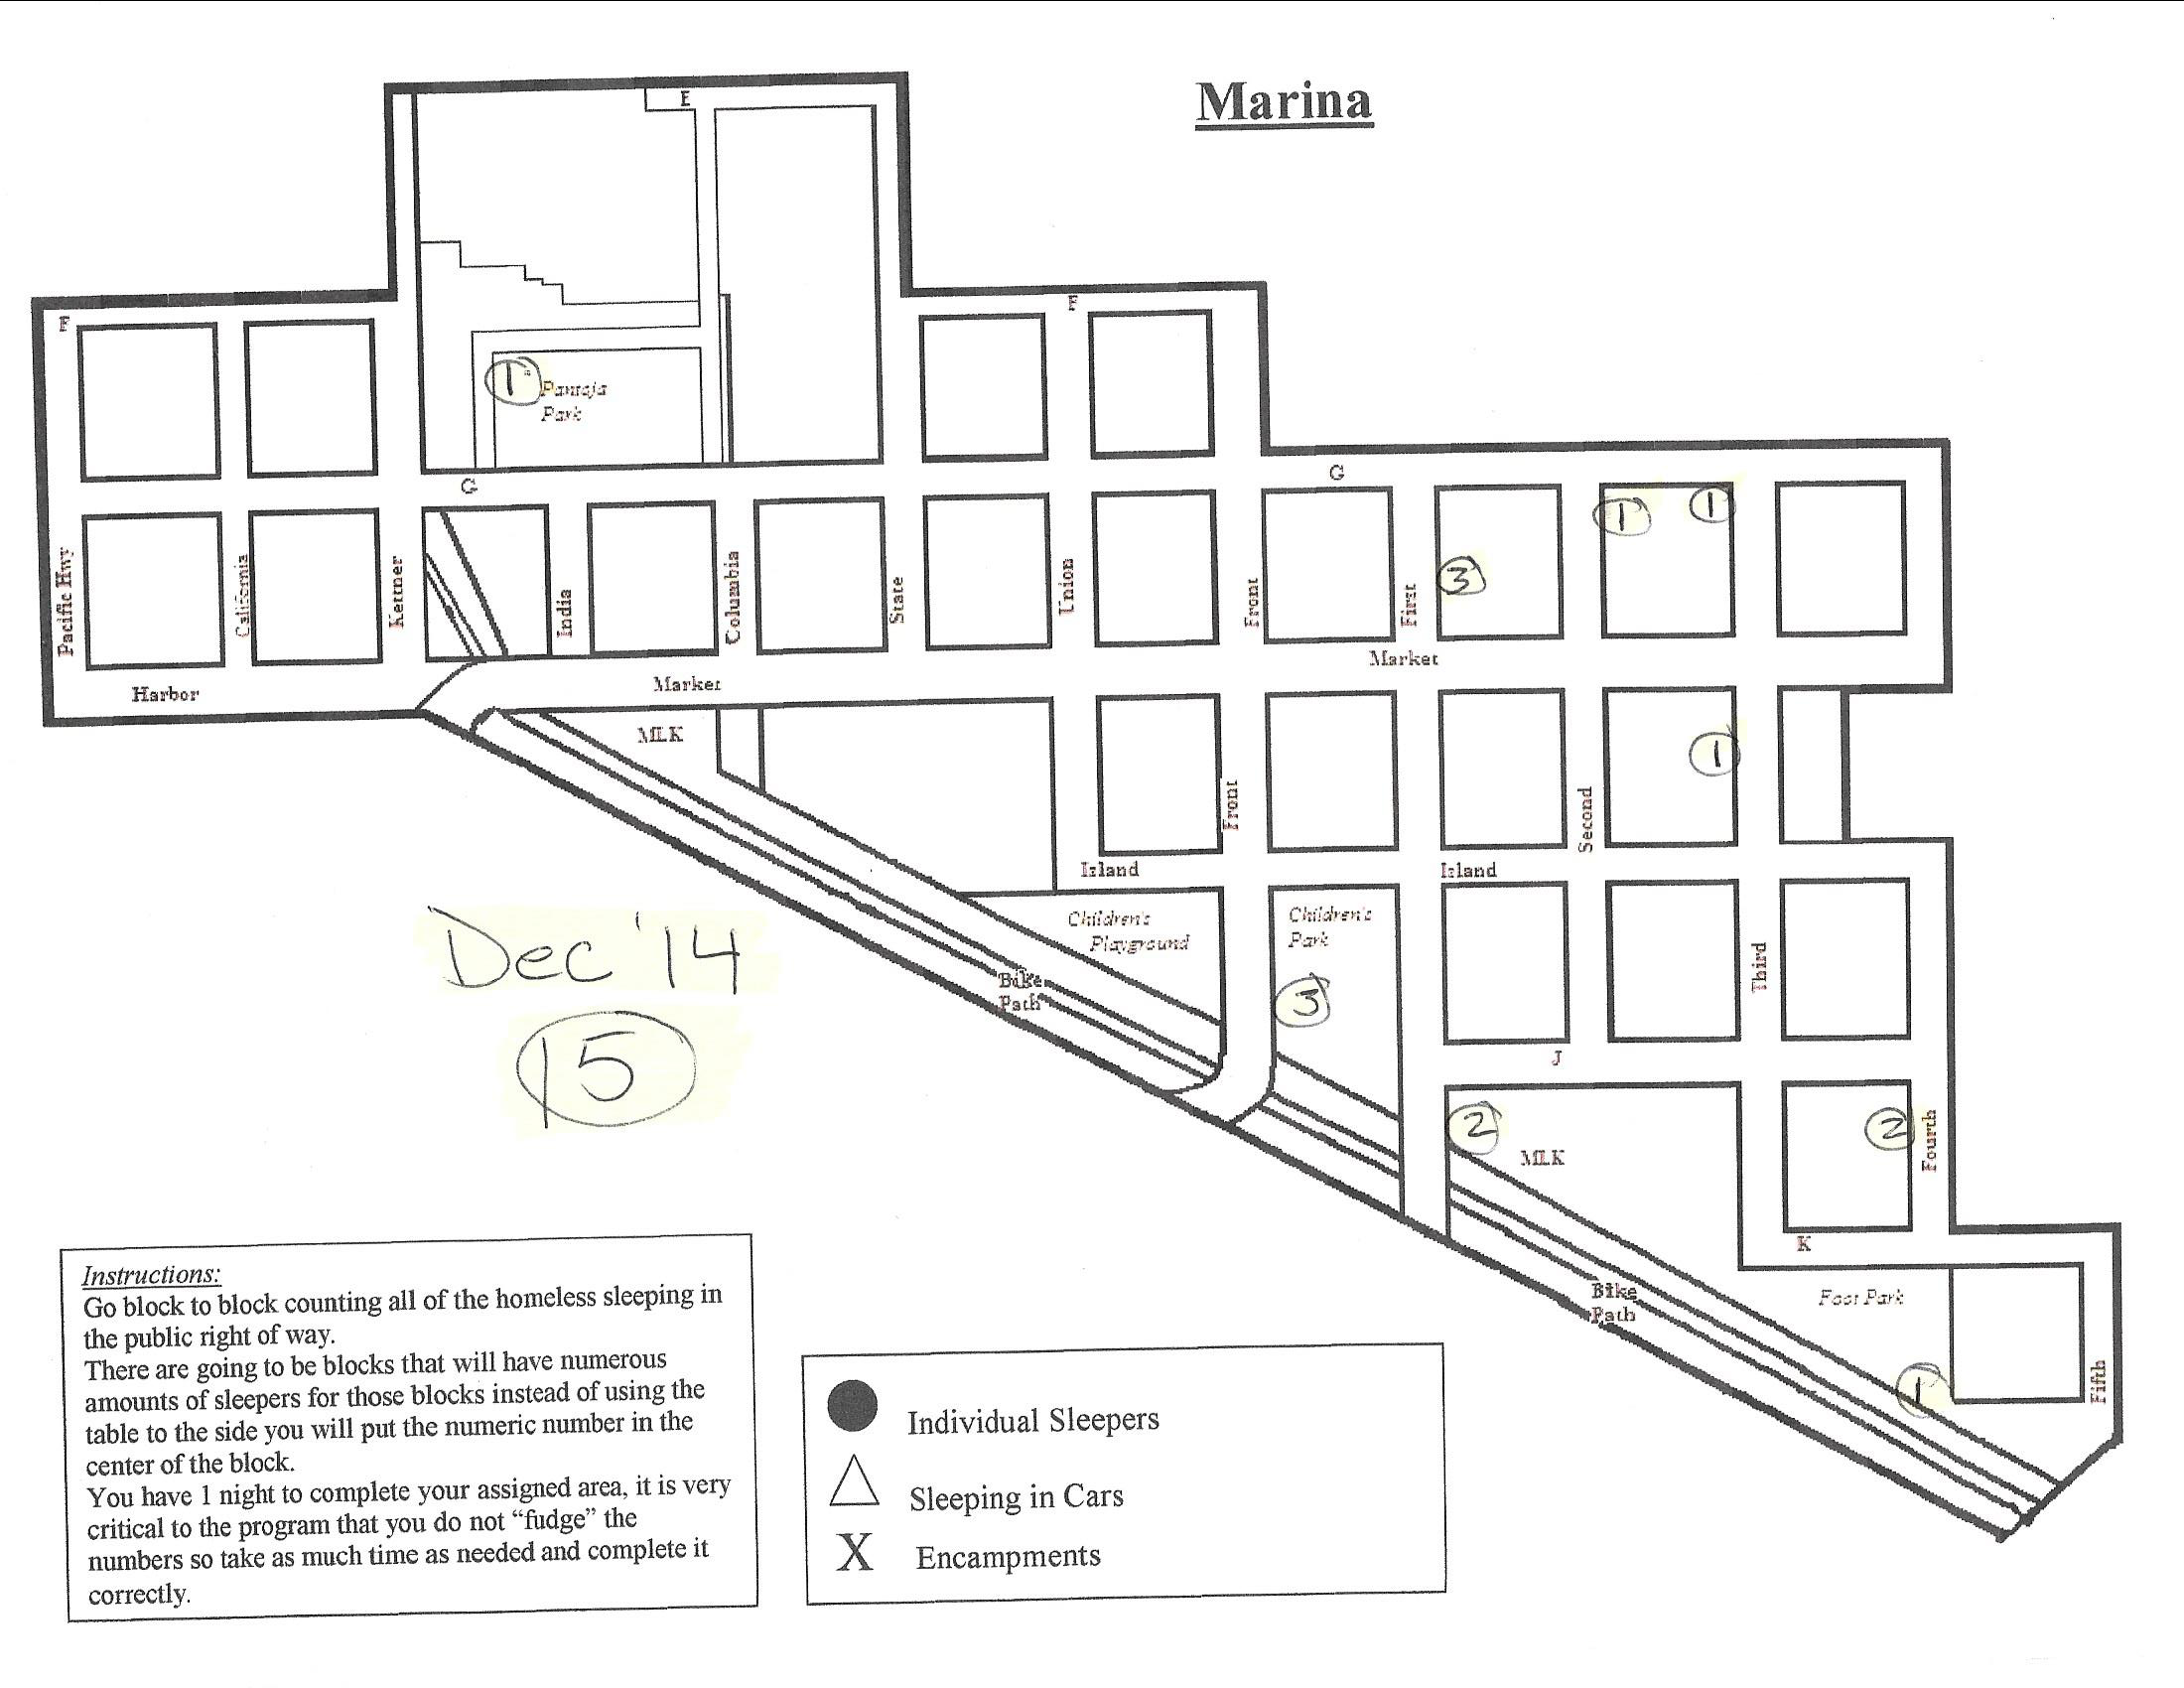 Marina
E
E
E
1
Pantoja
Park
G
G
1
1
3
Pacific Hwy
California
Kettner
India
Columbia
State
Union
Front
First
Market
Harbor
Market
MLK
1
Front
Second
Island
Island
Children's
Playground
Children's
Park
Dec '14
Bike
Path
3
Third
15
J
2
MLK
2
Fourth
K
Bike
Path
Foot Park
1
Fifth
Instructions:
Go block to block counting all of the homeless sleeping in
the public right of way.
There are going to be blocks that will have numerous
amounts of sleepers for those blocks instead of using the
table to the side you will put the numeric number in the
center of the block.
You have 1 night to complete your assigned area, it is very
critical to the program that you do not “fudge” the
numbers so take as much time as needed and complete it
correctly.
Individual Sleepers
Sleeping in Cars
X Encampments